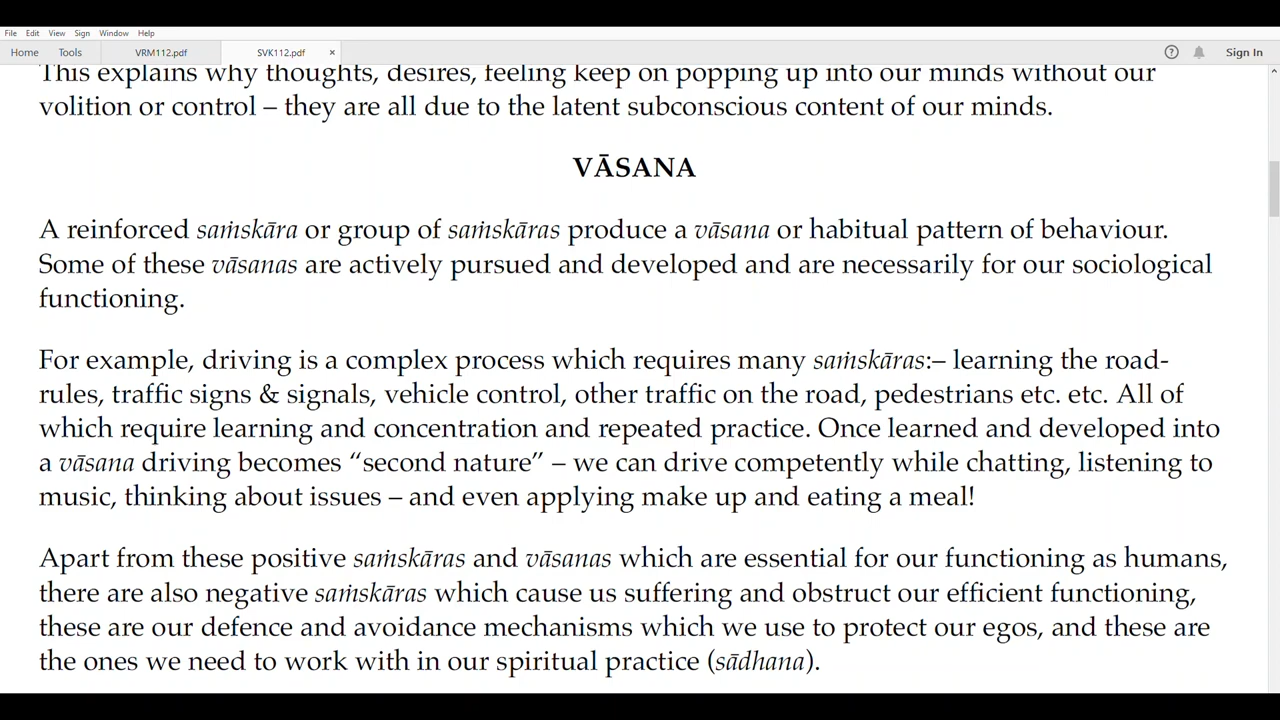 File Edit View Sign Window Help
Home Tools VRM112.pdf SVK112.pdf × ? Sign In
This explains why thoughts, desires, feeling keep on popping up into our minds without our
volition or control – they are all due to the latent subconscious content of our minds.
VĀSANA
A reinforced saṁskāra or group of saṁskāras produce a vāsana or habitual pattern of behaviour.
Some of these vāsanas are actively pursued and developed and are necessarily for our sociological
functioning.
For example, driving is a complex process which requires many saṁskāras:– learning the road-
rules, traffic signs & signals, vehicle control, other traffic on the road, pedestrians etc. etc. All of
which require learning and concentration and repeated practice. Once learned and developed into
a vāsana driving becomes “second nature” – we can drive competently while chatting, listening to
music, thinking about issues – and even applying make up and eating a meal!
Apart from these positive saṁskāras and vāsanas which are essential for our functioning as humans,
there are also negative saṁskāras which cause us suffering and obstruct our efficient functioning,
these are our defence and avoidance mechanisms which we use to protect our egos, and these are
the ones we need to work with in our spiritual practice (sādhana).